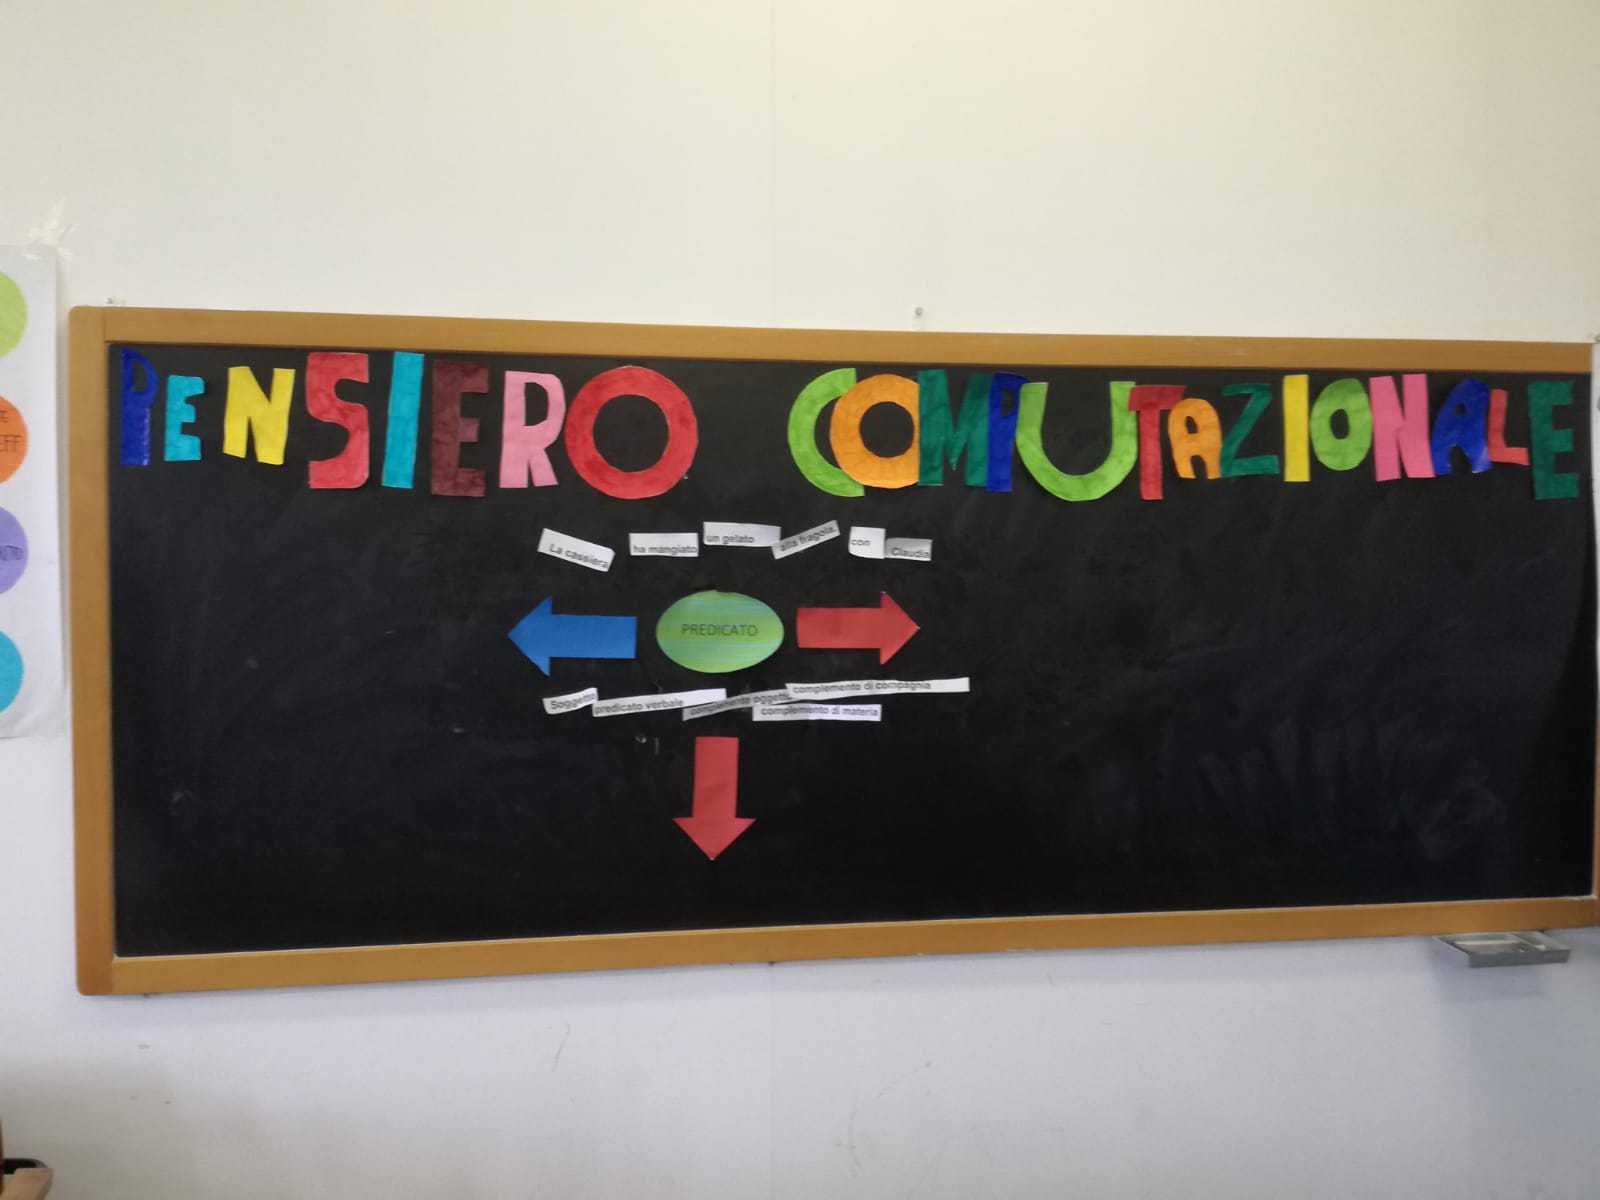 PENSIERO COMPUTAZIONALE
La cassiera ha mangiato un gelato alla fragola con Claudia
PREDICATO
Soggetto predicato verbale complemento oggetto complemento di compagnia
complemento di materia
EFF